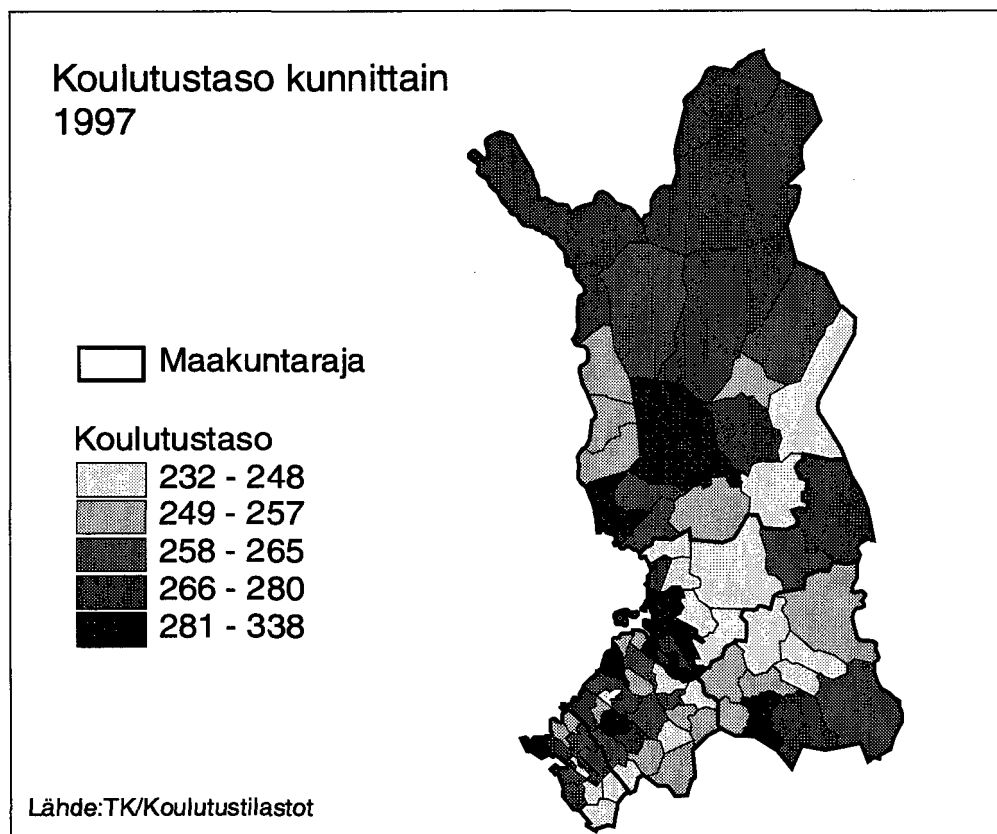 Koulutustaso kunnittain
1997
Maakuntaraja
Koulutustaso
232 - 248
249 - 257
258 - 265
266 - 280
281 - 338
Lähde:TK/Koulutustilastot